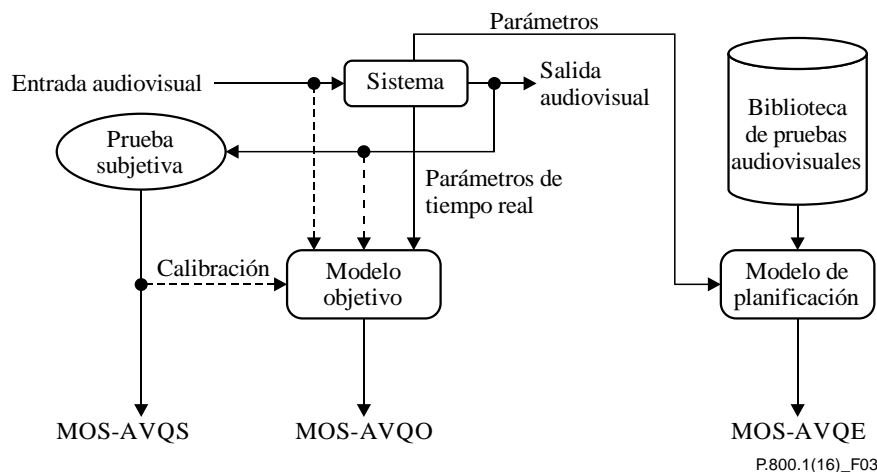 Parámetros
Entrada audiovisual
Sistema
Salida
audiovisual
Biblioteca
de pruebas
audiovisuales
Prueba
subjetiva
Parámetros de
tiempo real
Calibración
Modelo
objetivo
Modelo de
planificación
MOS-AVQS
MOS-AVQO
MOS-AVQE
P.800.1(16)_F03